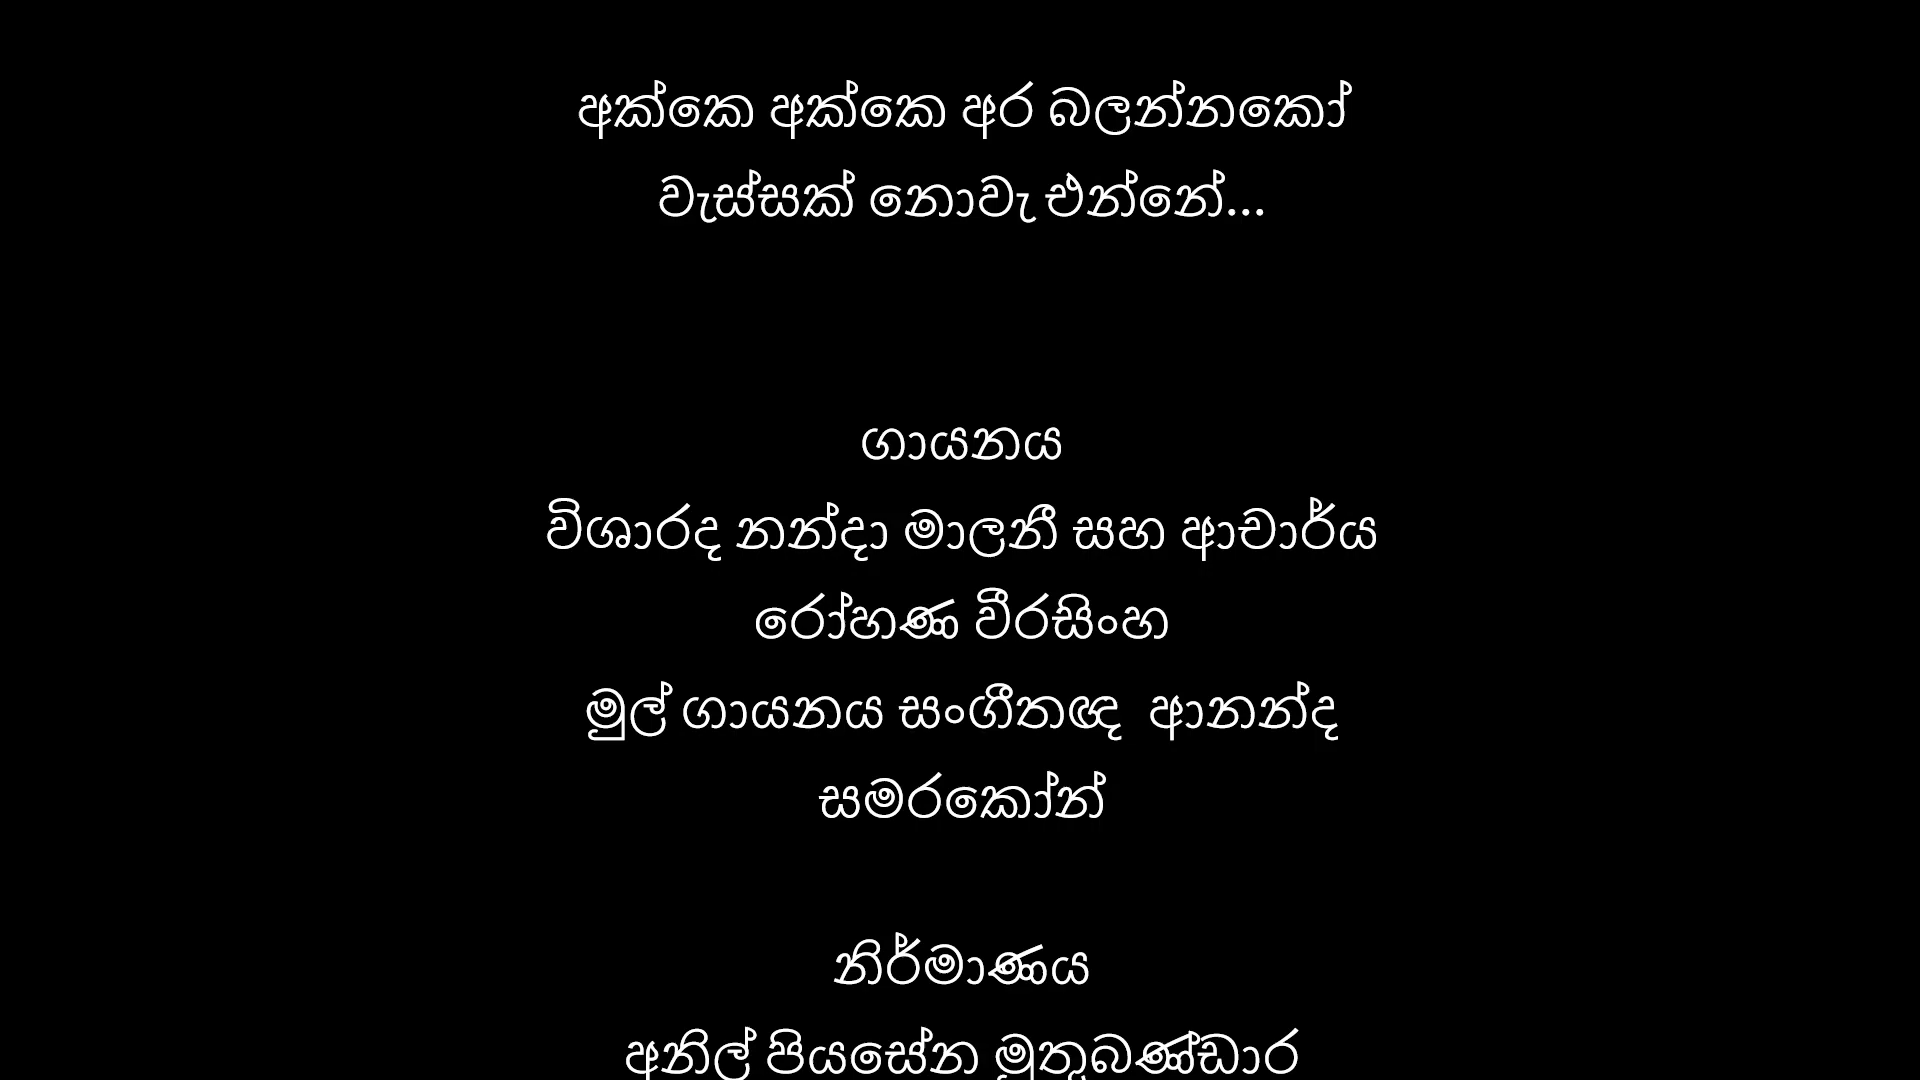 අක්කෙ අක්කෙ අර බලන්නකෝ
වැස්සක් නොවැ එන්නේ...
ගායනය
විශාරද නන්දා මාලනී සහ ආචාර්ය
රෝහණ වීරසිංහ
මුල් ගායනය සංගීතඥ  ආනන්ද
සමරකෝන්
නිර්මාණය
අනිල් පියසේන මුතුබණ්ඩාර